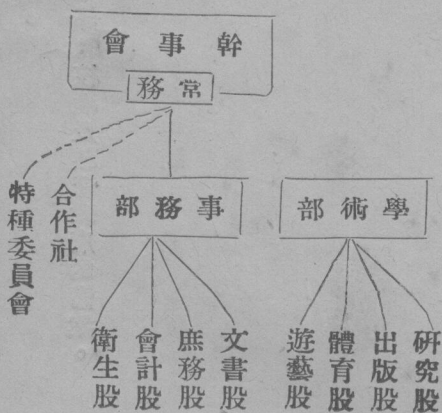 幹事會
常務
學術部
事務部
合作社
特種委員會
研究股
出版股
體育股
遊藝股
文書股
庶務股
會計股
衛生股